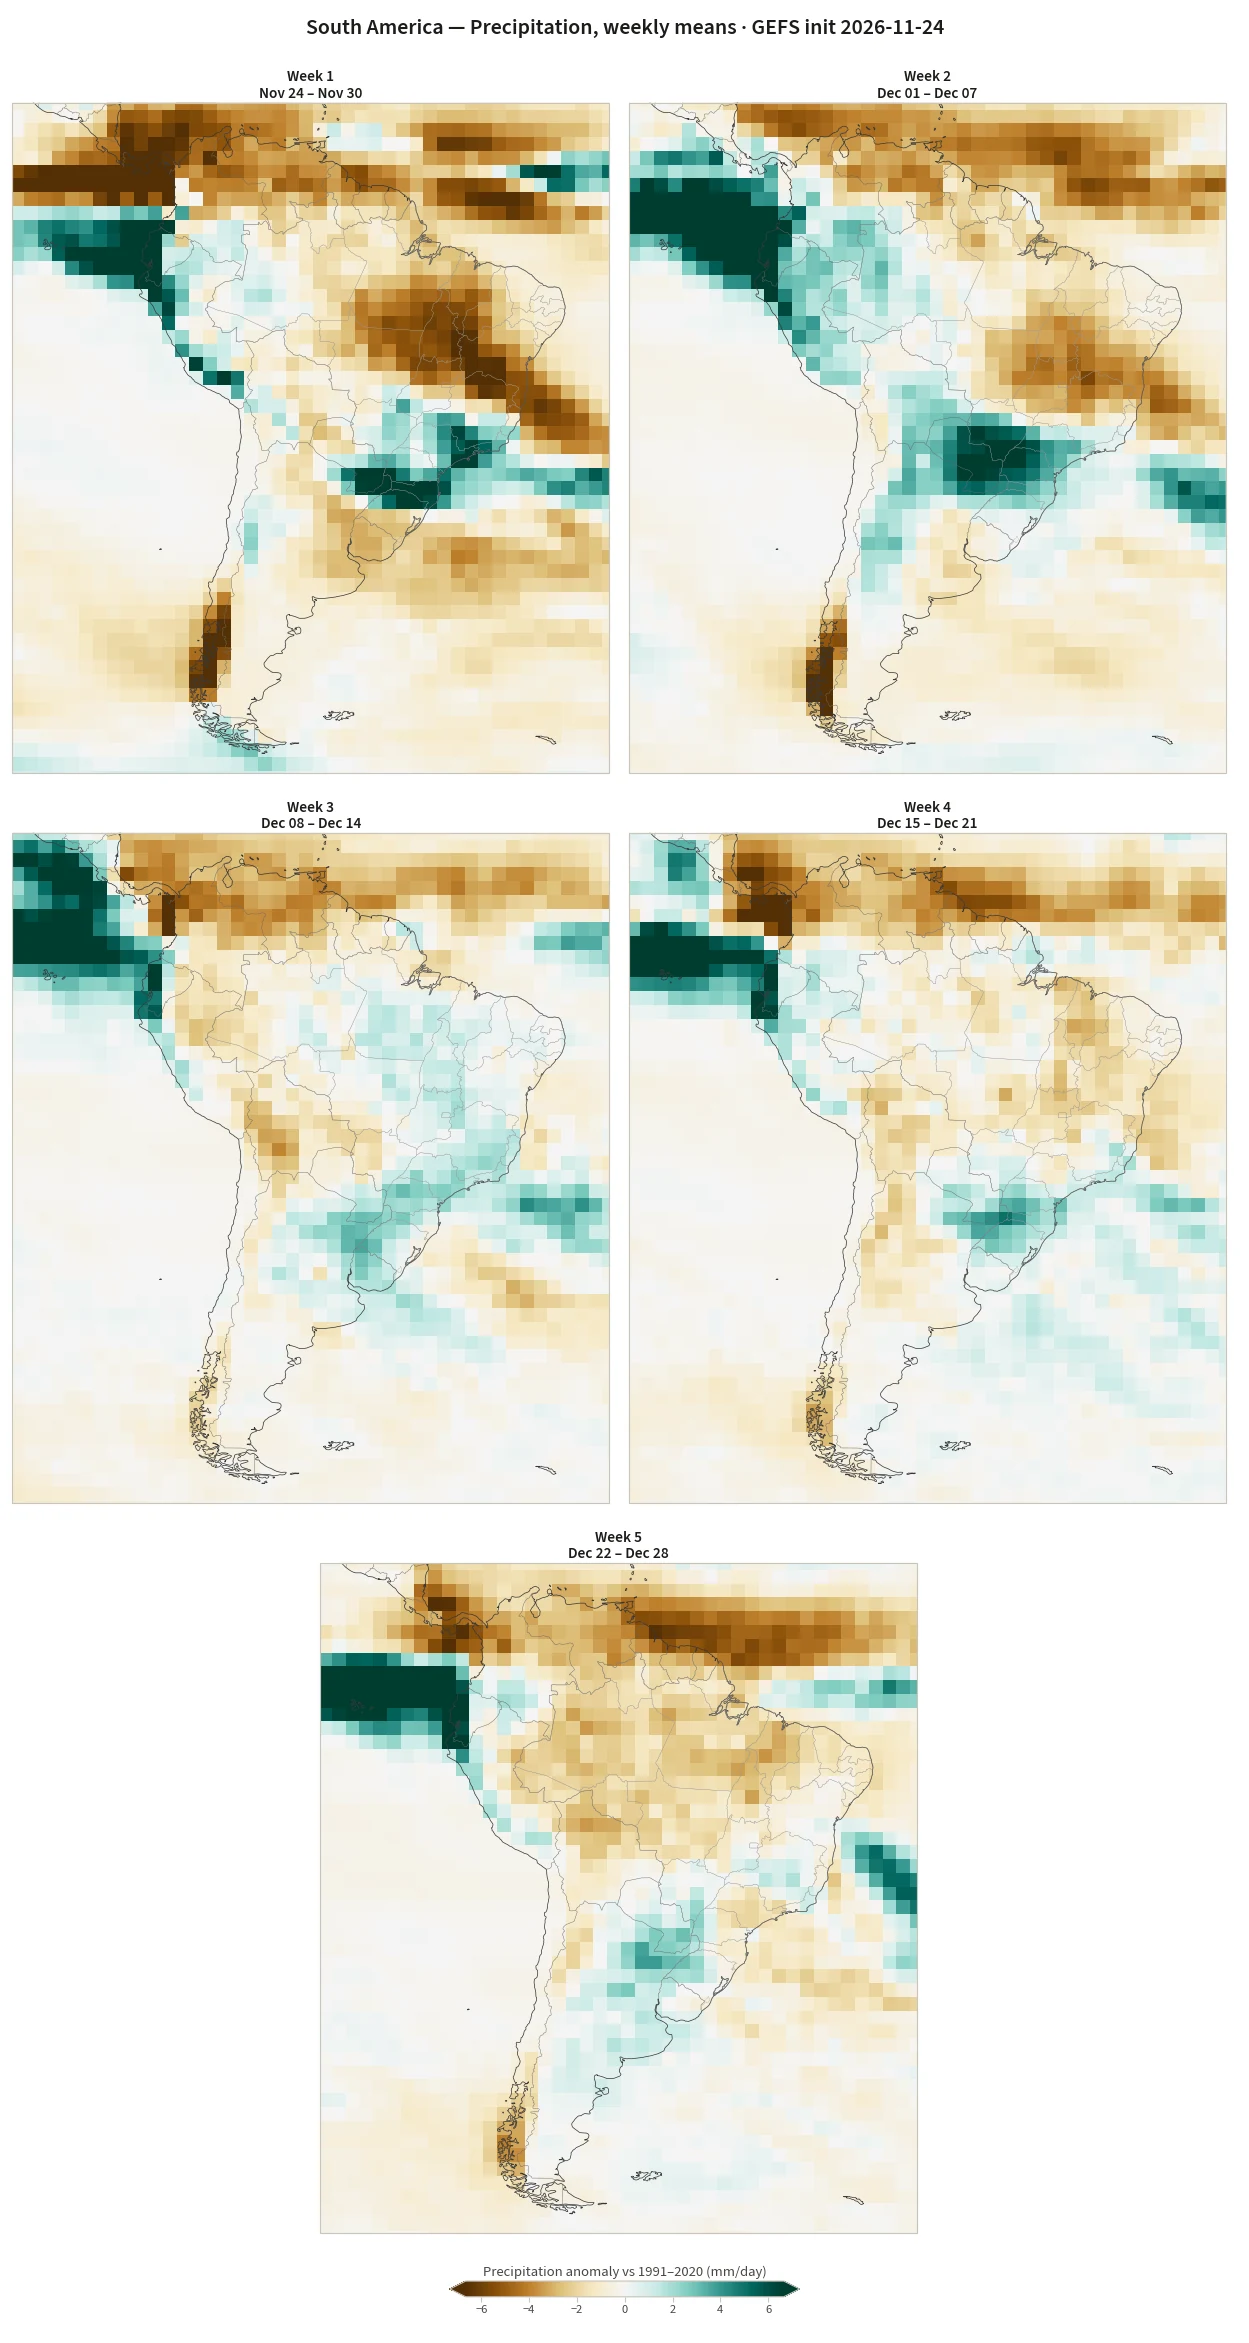 South America — Precipitation, weekly means · GEFS init 2026-11-24
Week 1
Nov 24 – Nov 30
Week 2
Dec 01 – Dec 07
Week 3
Dec 08 – Dec 14
Week 4
Dec 15 – Dec 21
Week 5
Dec 22 – Dec 28
Precipitation anomaly vs 1991–2020 (mm/day)
−6 −4 −2 0 2 4 6